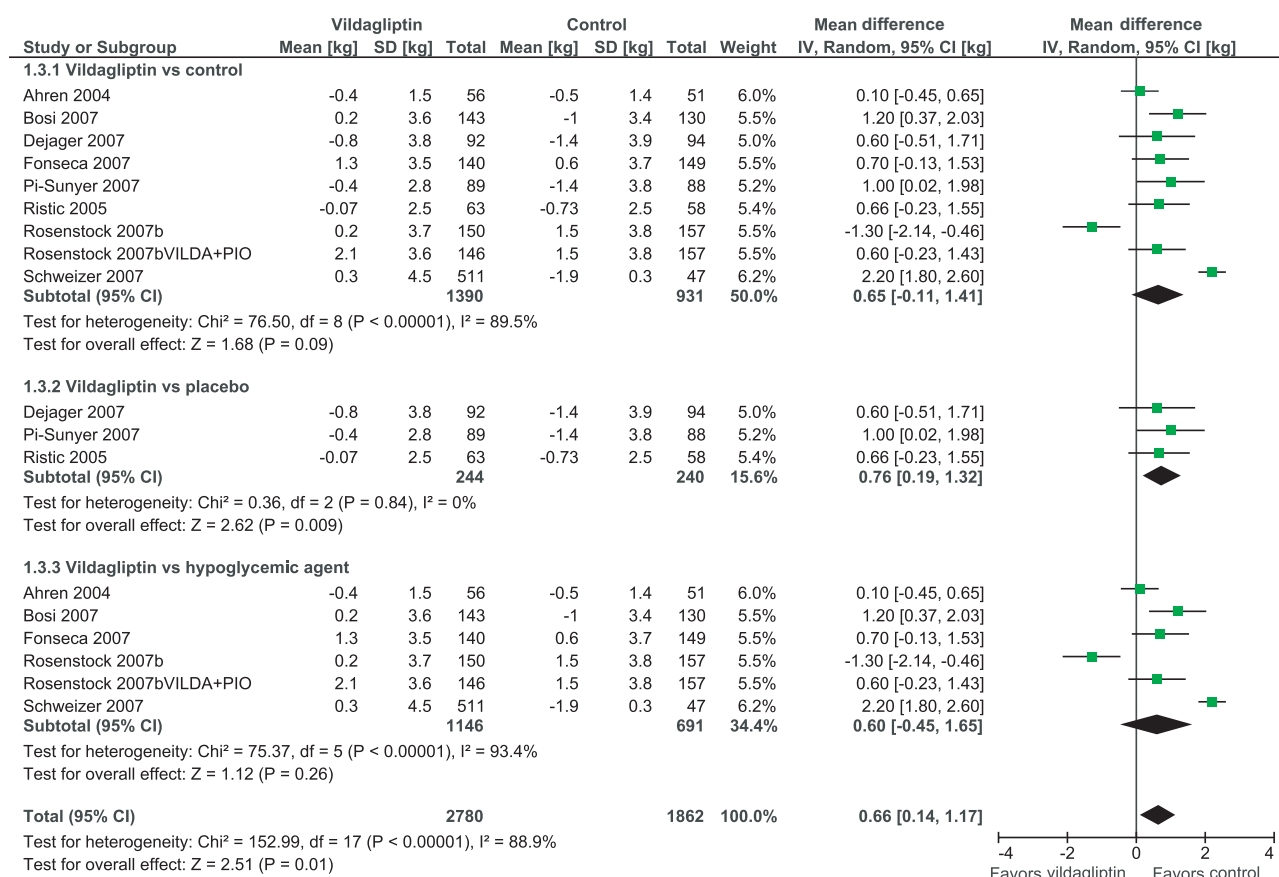 Vildagliptin Control Mean difference Mean difference
Study or Subgroup Mean [kg] SD [kg] Total Mean [kg] SD [kg] Total Weight IV, Random, 95% CI [kg] IV, Random, 95% CI [kg]
1.3.1 Vildagliptin vs control
Ahren 2004 -0.4 1.5 56 -0.5 1.4 51 6.0% 0.10 [-0.45, 0.65]
Bosi 2007 0.2 3.6 143 -1 3.4 130 5.5% 1.20 [0.37, 2.03]
Dejager 2007 -0.8 3.8 92 -1.4 3.9 94 5.0% 0.60 [-0.51, 1.71]
Fonseca 2007 1.3 3.5 140 0.6 3.7 149 5.5% 0.70 [-0.13, 1.53]
Pi-Sunyer 2007 -0.4 2.8 89 -1.4 3.8 88 5.2% 1.00 [0.02, 1.98]
Ristic 2005 -0.07 2.5 63 -0.73 2.5 58 5.4% 0.66 [-0.23, 1.55]
Rosenstock 2007b 0.2 3.7 150 1.5 3.8 157 5.5% -1.30 [-2.14, -0.46]
Rosenstock 2007bVILDA+PIO 2.1 3.6 146 1.5 3.8 157 5.5% 0.60 [-0.23, 1.43]
Schweizer 2007 0.3 4.5 511 -1.9 0.3 47 6.2% 2.20 [1.80, 2.60]
Subtotal (95% CI) 1390 931 50.0% 0.65 [-0.11, 1.41]
Test for heterogeneity: Chi² = 76.50, df = 8 (P < 0.00001), I² = 89.5%
Test for overall effect: Z = 1.68 (P = 0.09)
1.3.2 Vildagliptin vs placebo
Dejager 2007 -0.8 3.8 92 -1.4 3.9 94 5.0% 0.60 [-0.51, 1.71]
Pi-Sunyer 2007 -0.4 2.8 89 -1.4 3.8 88 5.2% 1.00 [0.02, 1.98]
Ristic 2005 -0.07 2.5 63 -0.73 2.5 58 5.4% 0.66 [-0.23, 1.55]
Subtotal (95% CI) 244 240 15.6% 0.76 [0.19, 1.32]
Test for heterogeneity: Chi² = 0.36, df = 2 (P = 0.84), I² = 0%
Test for overall effect: Z = 2.62 (P = 0.009)
1.3.3 Vildagliptin vs hypoglycemic agent
Ahren 2004 -0.4 1.5 56 -0.5 1.4 51 6.0% 0.10 [-0.45, 0.65]
Bosi 2007 0.2 3.6 143 -1 3.4 130 5.5% 1.20 [0.37, 2.03]
Fonseca 2007 1.3 3.5 140 0.6 3.7 149 5.5% 0.70 [-0.13, 1.53]
Rosenstock 2007b 0.2 3.7 150 1.5 3.8 157 5.5% -1.30 [-2.14, -0.46]
Rosenstock 2007bVILDA+PIO 2.1 3.6 146 1.5 3.8 157 5.5% 0.60 [-0.23, 1.43]
Schweizer 2007 0.3 4.5 511 -1.9 0.3 47 6.2% 2.20 [1.80, 2.60]
Subtotal (95% CI) 1146 691 34.4% 0.60 [-0.45, 1.65]
Test for heterogeneity: Chi² = 75.37, df = 5 (P < 0.00001), I² = 93.4%
Test for overall effect: Z = 1.12 (P = 0.26)
Total (95% CI) 2780 1862 100.0% 0.66 [0.14, 1.17]
Test for heterogeneity: Chi² = 152.99, df = 17 (P < 0.00001), I² = 88.9%
Test for overall effect: Z = 2.51 (P = 0.01)
-4 -2 0 2 4
Favors vildagliptin Favors control